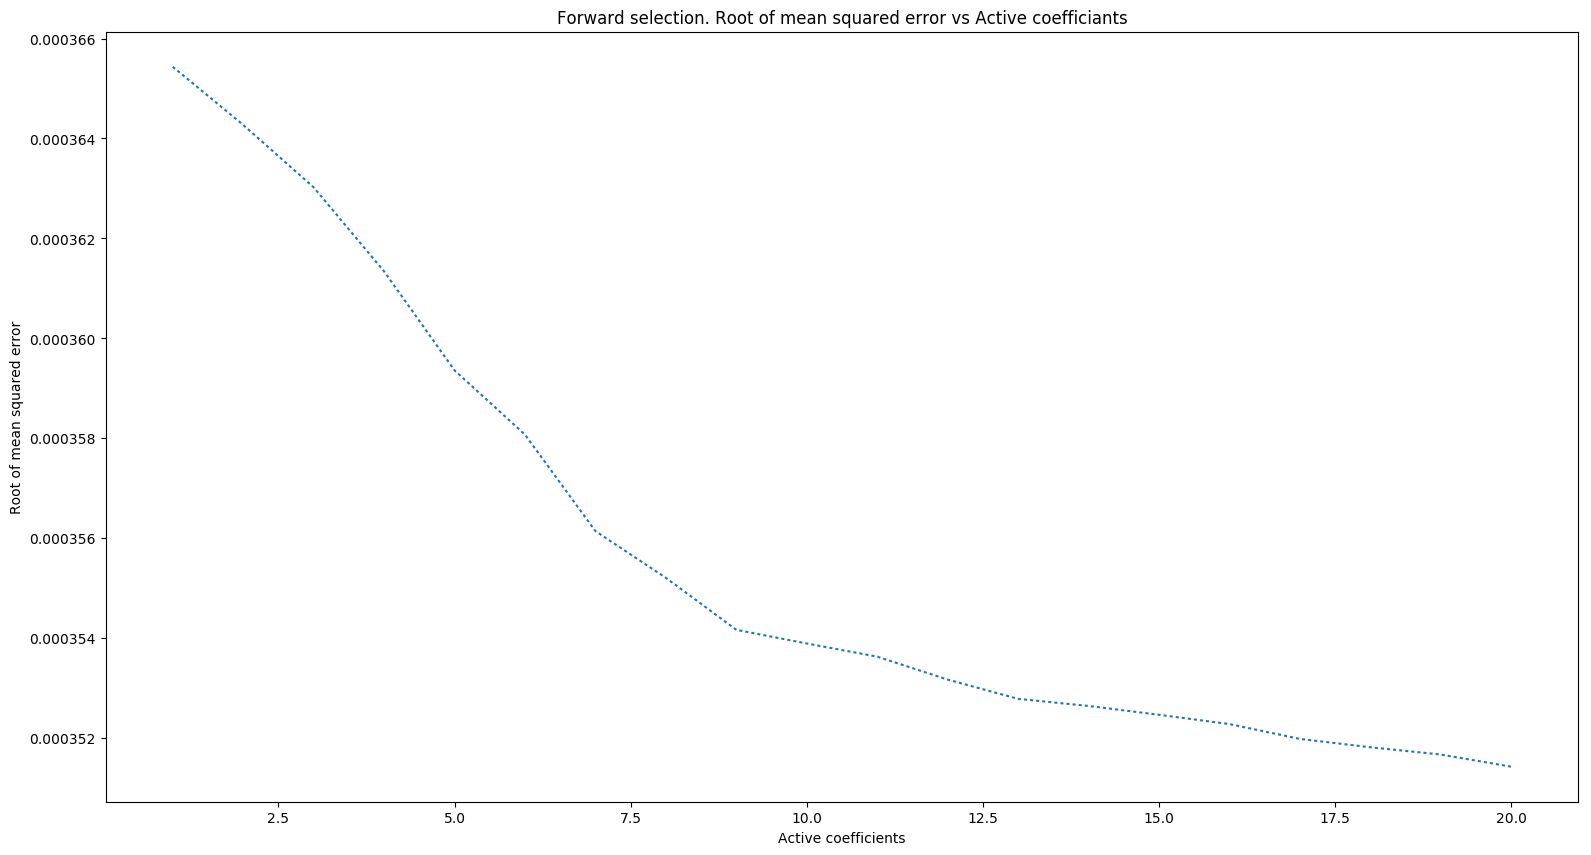 Forward selection. Root of mean squared error vs Active coefficiants
0.000366
0.000364
0.000362
0.000360
0.000358
0.000356
0.000354
0.000352
Root of mean squared error
2.5 5.0 7.5 10.0 12.5 15.0 17.5 20.0
Active coefficients